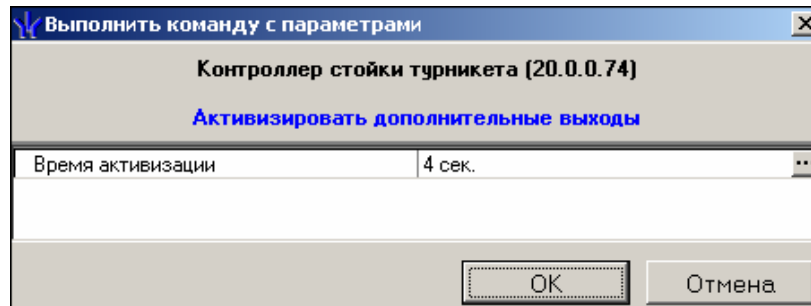 Выполнить команду с параметрами
Контроллер стойки турникета (20.0.0.74)
Активизировать дополнительные выходы
Время активизации 4 сек.
OK Отмена